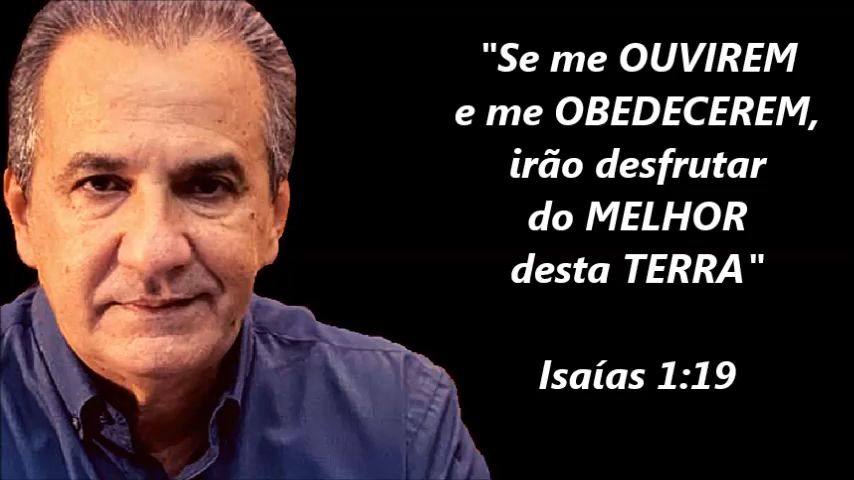 "Se me OUVIREM
e me OBEDECEREM,
irão desfrutar
do MELHOR
desta TERRA"
Isaías 1:19